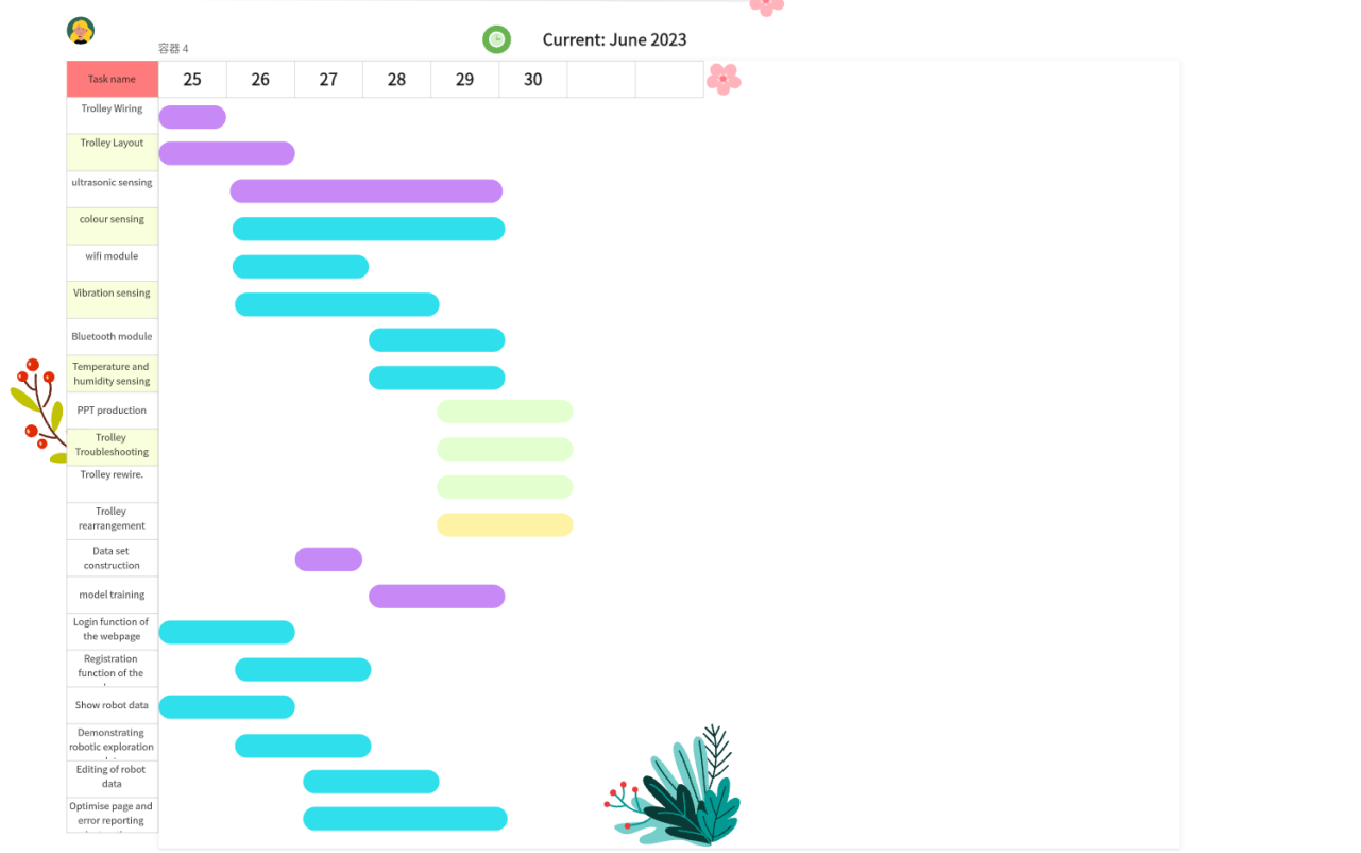 容器 4
Current: June 2023
Task name
25 26 27 28 29 30
Trolley Wiring
Trolley Layout
ultrasonic sensing
colour sensing
wifi module
Vibration sensing
Bluetooth module
Temperature and
humidity sensing
PPT production
Trolley
Troubleshooting
Trolley rewire.
Trolley
rearrangement
Data set
construction
model training
Login function of
the webpage
Registration
function of the
Show robot data
Demonstrating
robotic exploration
Editing of robot
data
Optimise page and
error reporting